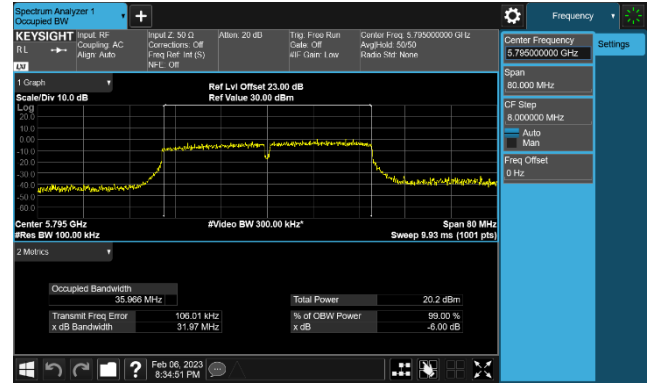 Spectrum Analyzer 1
Occupied BW
Frequency
KEYSIGHT
RL
LXI
Input: RF
Coupling: AC
Align: Auto
Input Z: 50 Ω
Corrections: Off
Freq Ref: Int (S)
NFE: Off
Atten: 20 dB
Trig: Free Run
Gate: Off
#IF Gain: Low
Center Freq: 5.795000000 GHz
Avg|Hold: 50/50
Radio Std: None
Center Frequency
5.795000000 GHz
Settings
Span
80.000 MHz
CF Step
8.000000 MHz
Auto
Man
Freq Offset
0 Hz
1 Graph
Scale/Div 10.0 dB
Ref Lvl Offset 23.00 dB
Ref Value 30.00 dBm
Log
20.0
10.0
0.00
-10.0
-20.0
-30.0
-40.0
-50.0
-60.0
Center 5.795 GHz
#Video BW 300.00 kHz*
Span 80 MHz
#Res BW 100.00 kHz
Sweep 9.93 ms (1001 pts)
2 Metrics
Occupied Bandwidth
35.966 MHz
Total Power 20.2 dBm
Transmit Freq Error 106.01 kHz
% of OBW Power 99.00 %
x dB Bandwidth 31.97 MHz
x dB -6.00 dB
?
Feb 06, 2023
8:34:51 PM